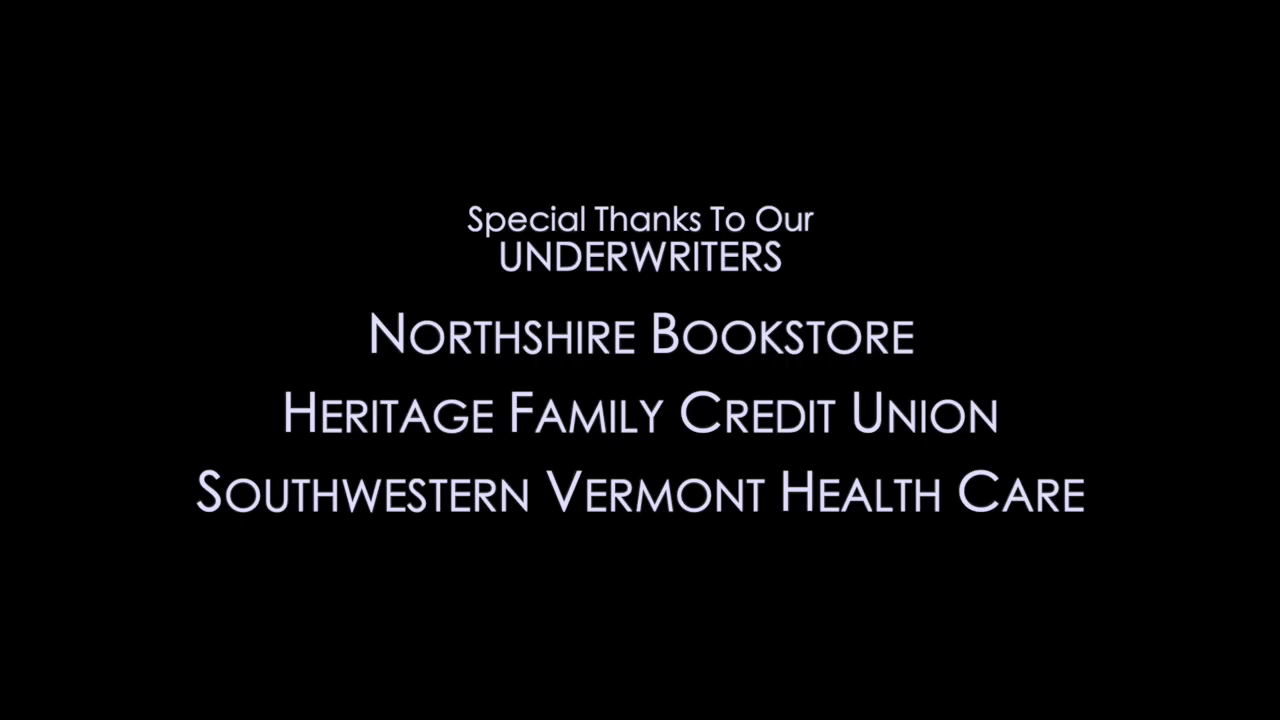 Special Thanks To Our
UNDERWRITERS
NORTHSHIRE BOOKSTORE
HERITAGE FAMILY CREDIT UNION
SOUTHWESTERN VERMONT HEALTH CARE